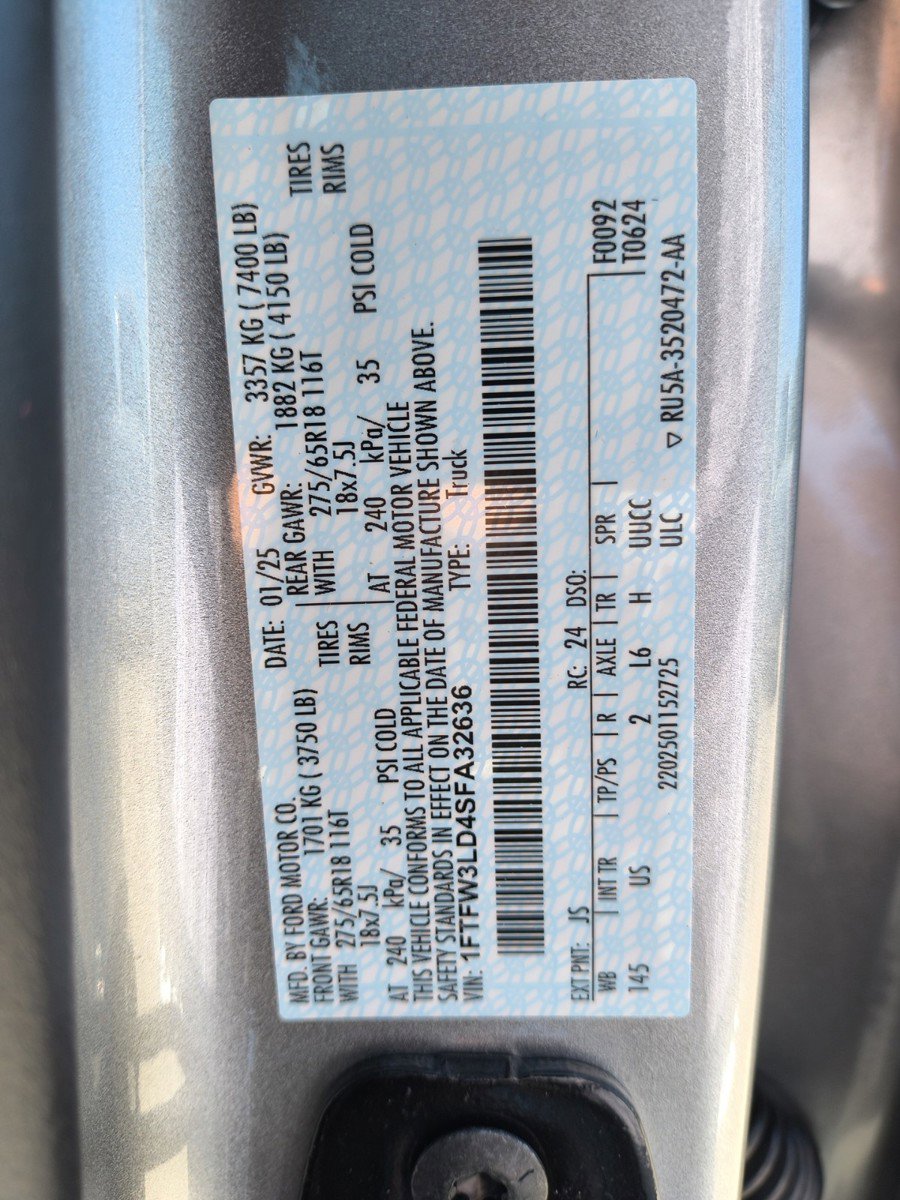 MFD. BY FORD MOTOR CO. DATE: 01/25 GVWR: 3357 KG ( 7400 LB)
FRONT GAWR: 1701 KG ( 3750 LB) REAR GAWR: 1882 KG ( 4150 LB)
WITH 275/65R18 116T TIRES WITH 275/65R18 116T TIRES
18x7.5J RIMS 18x7.5J RIMS
AT 240 kPa/ 35 PSI COLD AT 240 kPa/ 35 PSI COLD
THIS VEHICLE CONFORMS TO ALL APPLICABLE FEDERAL MOTOR VEHICLE
SAFETY STANDARDS IN EFFECT ON THE DATE OF MANUFACTURE SHOWN ABOVE.
VIN: 1FTFW3LD4SFA32636 TYPE: Truck
EXT PNT: JS RC: 24 DSO: F0092
WB INT TR TP/PS R AXLE TR SPR T0624
145 US 2 L6 H UUCC
2202501152725 ULC ▽ RU5A-3520472-AA